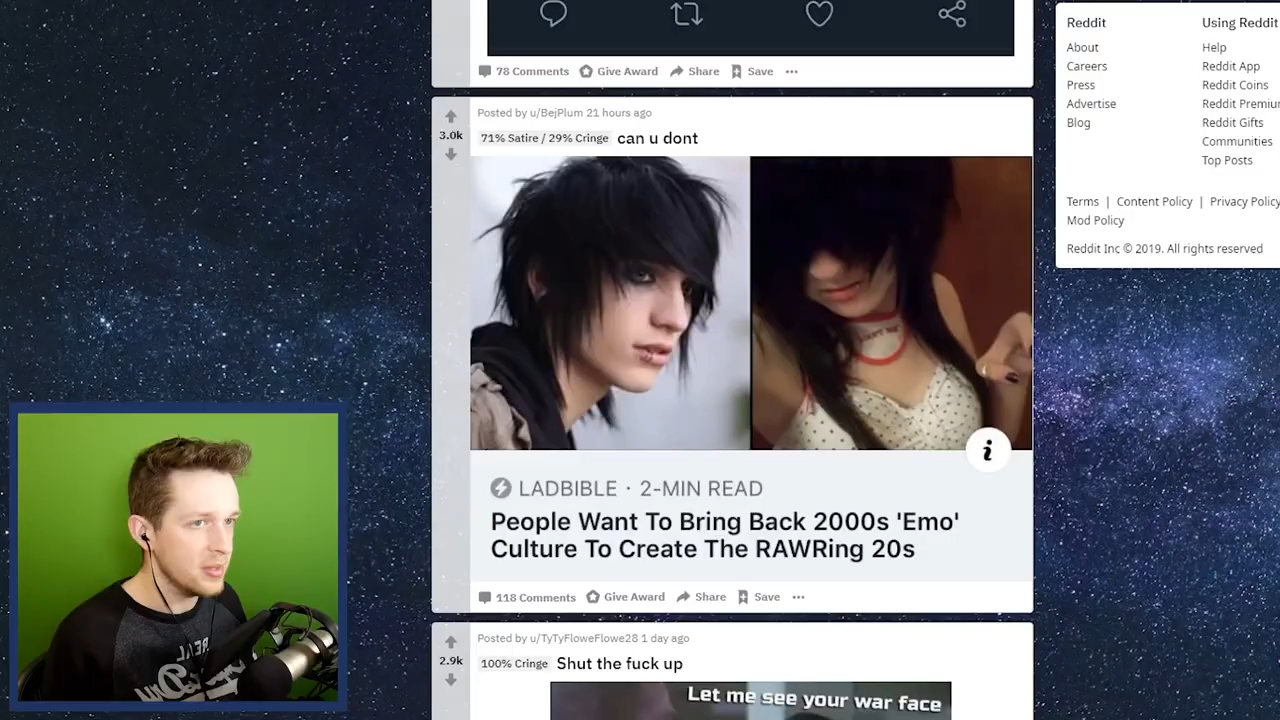 78 Comments Give Award Share Save
Posted by u/BejPlum 21 hours ago
3.0k
71% Satire / 29% Cringe can u dont
i
LADBIBLE · 2-MIN READ
People Want To Bring Back 2000s 'Emo'
Culture To Create The RAWRing 20s
118 Comments Give Award Share Save
Posted by u/TyTyFloweFlowe28 1 day ago
2.9k
100% Cringe Shut the fuck up
Let me see your war face
Reddit
About
Careers
Press
Advertise
Blog
Using Reddit
Help
Reddit App
Reddit Coins
Reddit Premiu
Reddit Gifts
Communities
Top Posts
Terms | Content Policy | Privacy Policy
Mod Policy
Reddit Inc © 2019. All rights reserved
REAL